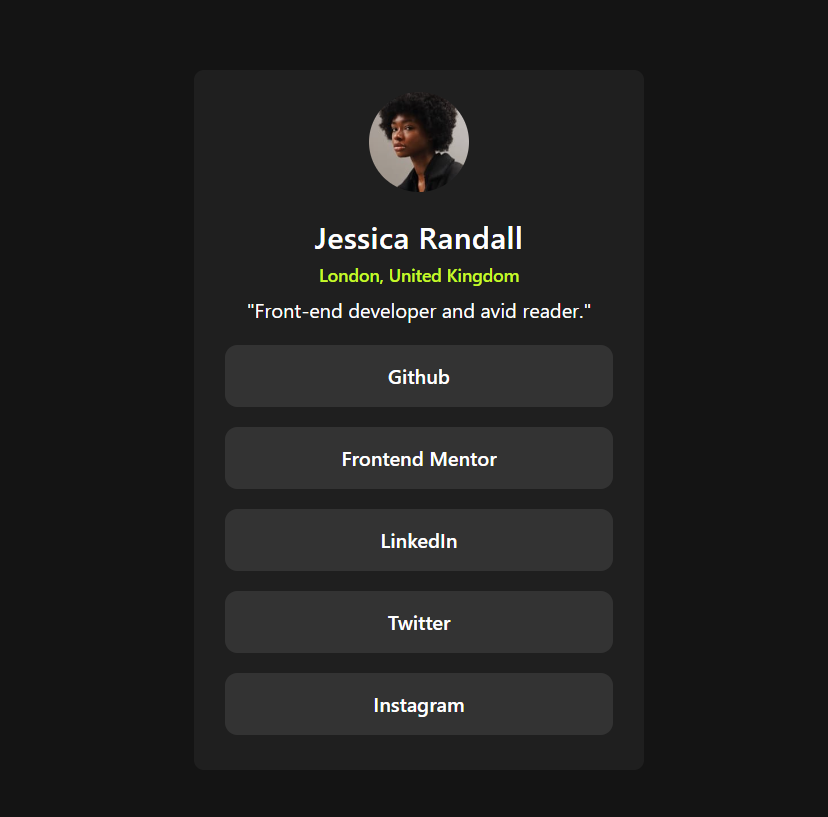 Jessica Randall
London, United Kingdom
"Front-end developer and avid reader."
Github
Frontend Mentor
LinkedIn
Twitter
Instagram